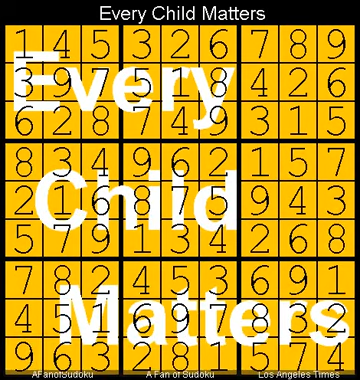 Every Child Matters
Every
1 4 5 3 2 6 7 8 9
3 9 7 5 1 8 4 2 6
6 2 8 7 4 9 3 1 5
Child
8 3 4 9 6 2 1 5 7
2 1 6 8 7 5 9 4 3
5 7 9 1 3 4 2 6 8
Matters
7 8 2 4 5 3 6 9 1
4 5 1 6 9 7 8 3 2
9 6 3 2 8 1 5 7 4
AFanofSudoku A Fan of Sudoku Los Angeles Times